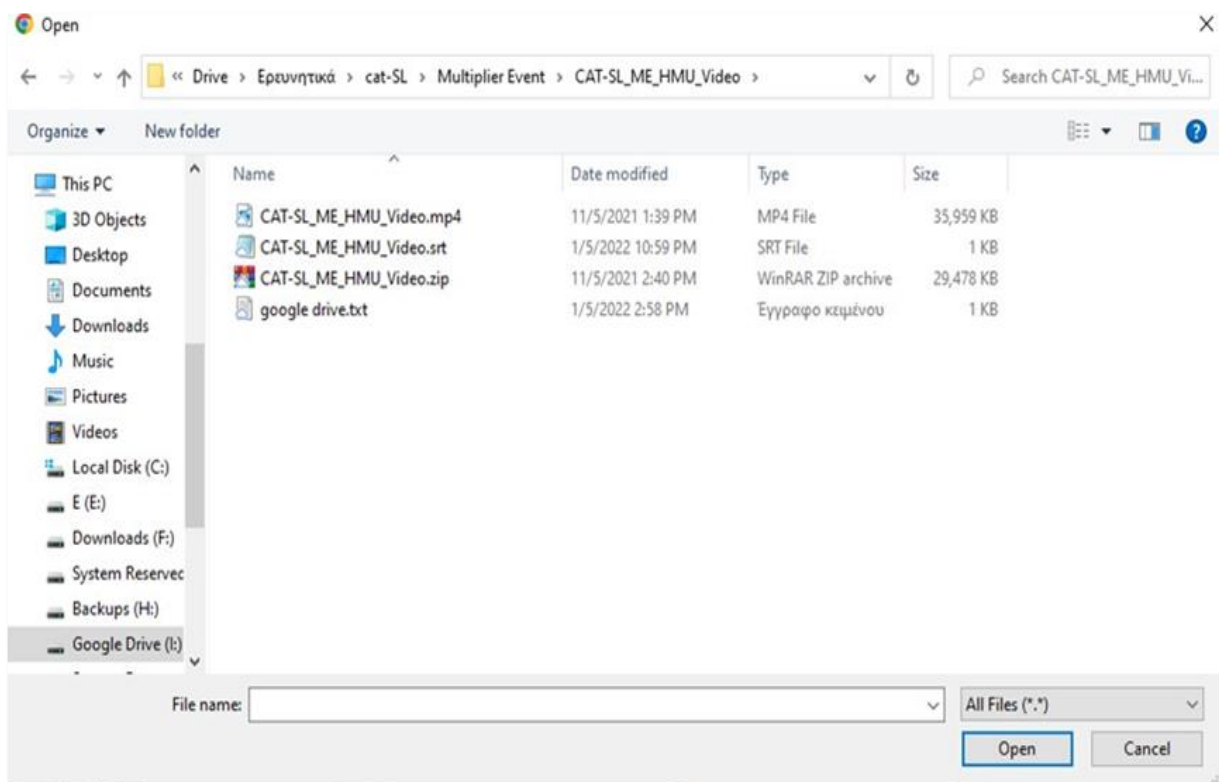 Open
« Drive › Ερευνητικά › cat-SL › Multiplier Event › CAT-SL_ME_HMU_Video ›
Search CAT-SL_ME_HMU_Vi...
Organize
New folder
This PC
3D Objects
Desktop
Documents
Downloads
Music
Pictures
Videos
Local Disk (C:)
E (E:)
Downloads (F:)
System Reserved
Backups (H:)
Google Drive (I:)
Name Date modified Type Size
CAT-SL_ME_HMU_Video.mp4 11/5/2021 1:39 PM MP4 File 35,959 KB
CAT-SL_ME_HMU_Video.srt 1/5/2022 10:59 PM SRT File 1 KB
CAT-SL_ME_HMU_Video.zip 11/5/2021 2:40 PM WinRAR ZIP archive 29,478 KB
google drive.txt 1/5/2022 2:58 PM Έγγραφο κειμένου 1 KB
File name:
All Files (*.*)
Open
Cancel